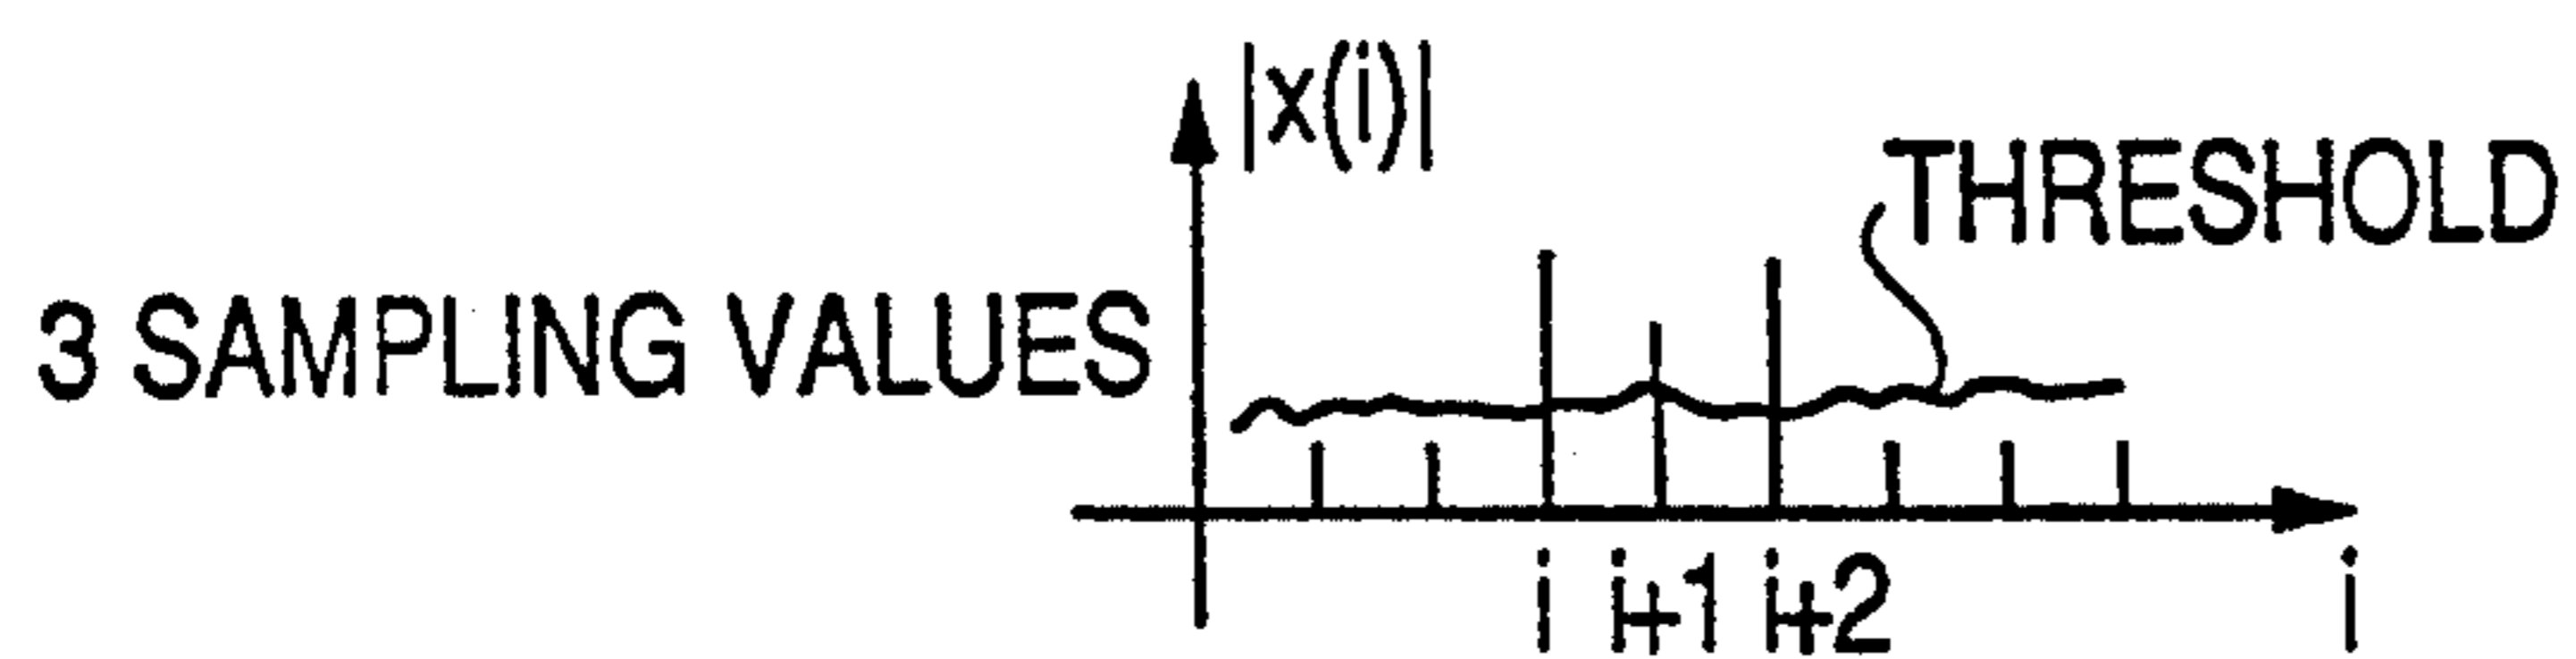 |x(i)|
THRESHOLD
3 SAMPLING VALUES
i i+1 i+2 i